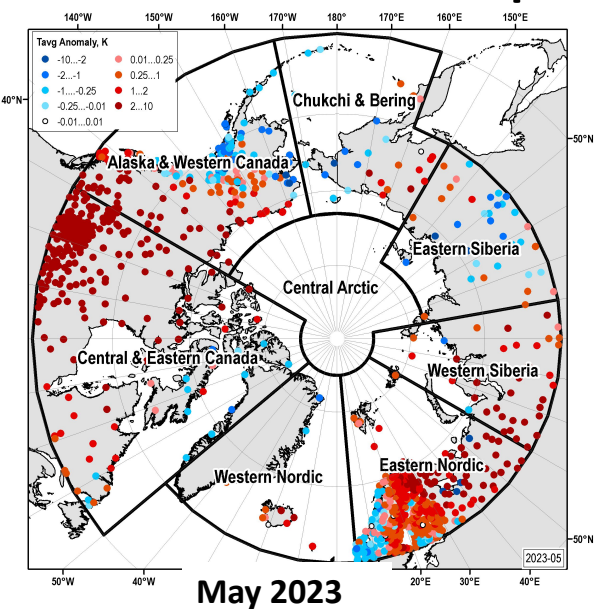 140°W 150°W 160°W 170°W 180° 170°E 160°E 150°E
Tavg Anomaly, K
-10...-2 0.01...0.25
-2...-1 0.25...1
-1....-0.25 1...2
-0.25...-0.01 2...10
-0.01...0.01
40°N
50°N
Chukchi & Bering
Alaska & Western Canada
Eastern Siberia
Central Arctic
Central & Eastern Canada
Western Siberia
Eastern Nordic
Western Nordic
50°N
2023-05
50°W 40°W 20°E 30°E 40°E
May 2023